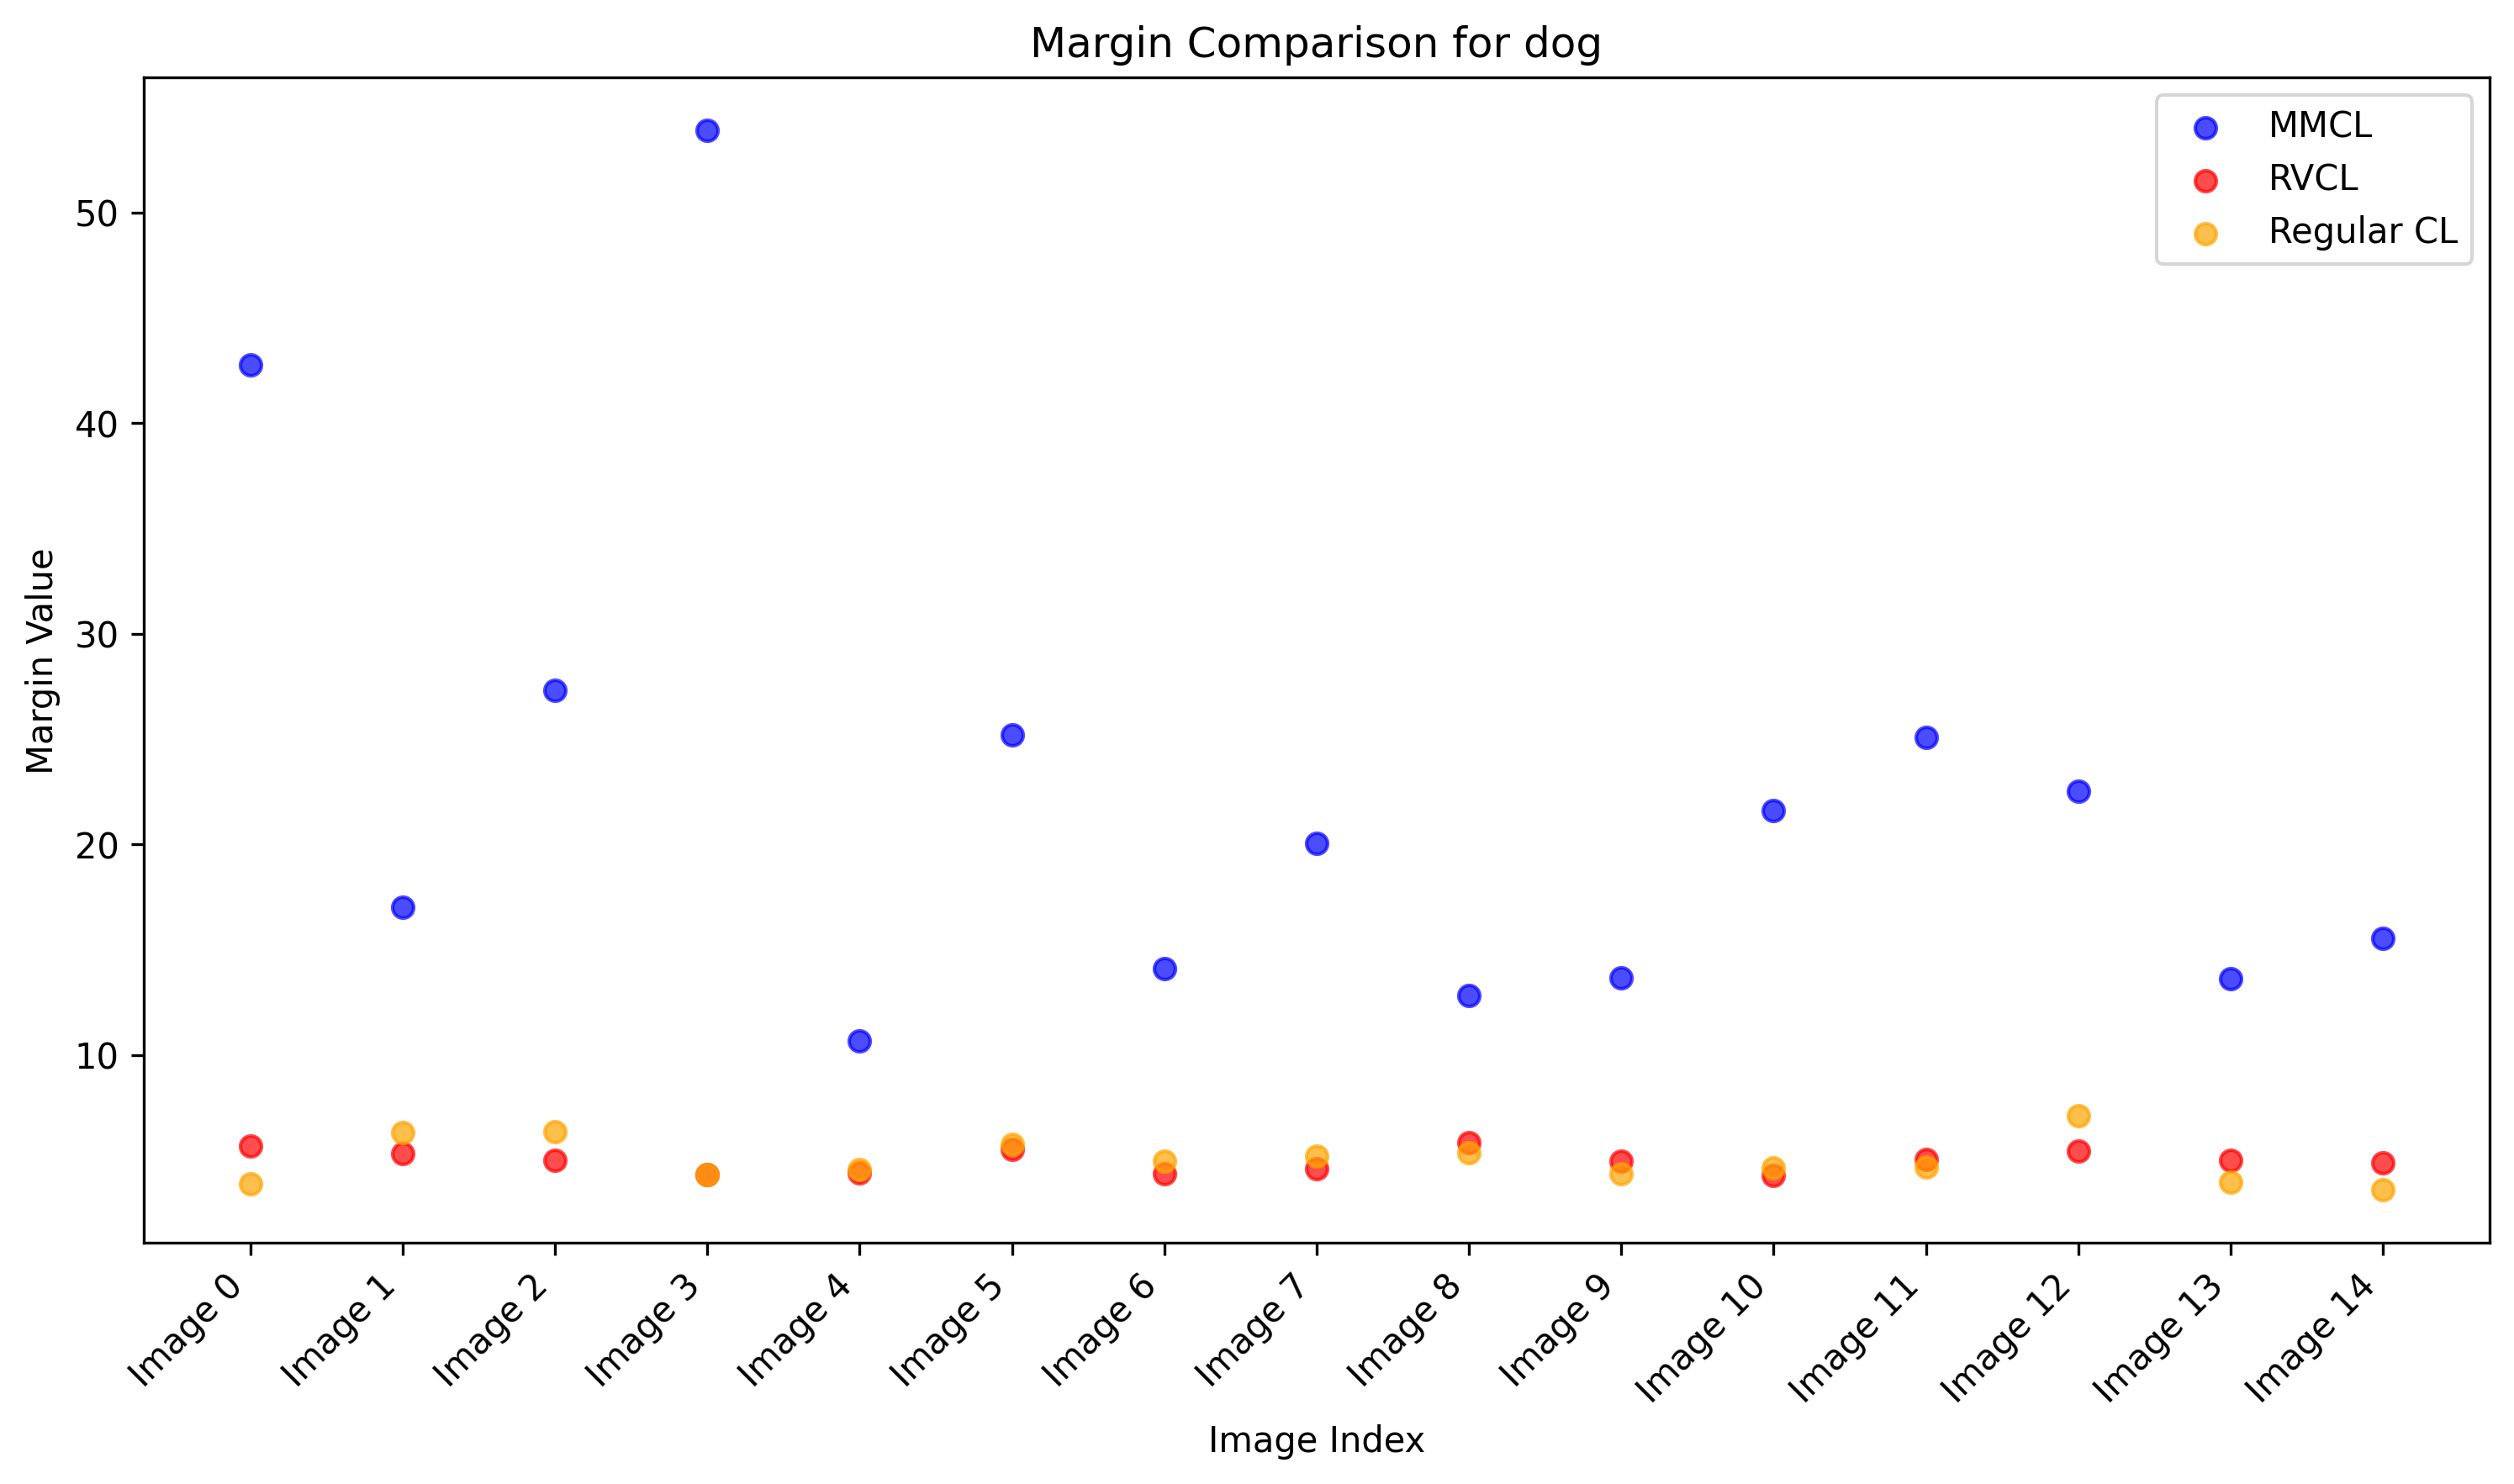 Margin Comparison for dog
MMCL
RVCL
Regular CL
Margin Value
50
40
30
20
10
Image 0
Image 1
Image 2
Image 3
Image 4
Image 5
Image 6
Image 7
Image 8
Image 9
Image 10
Image 11
Image 12
Image 13
Image 14
Image Index